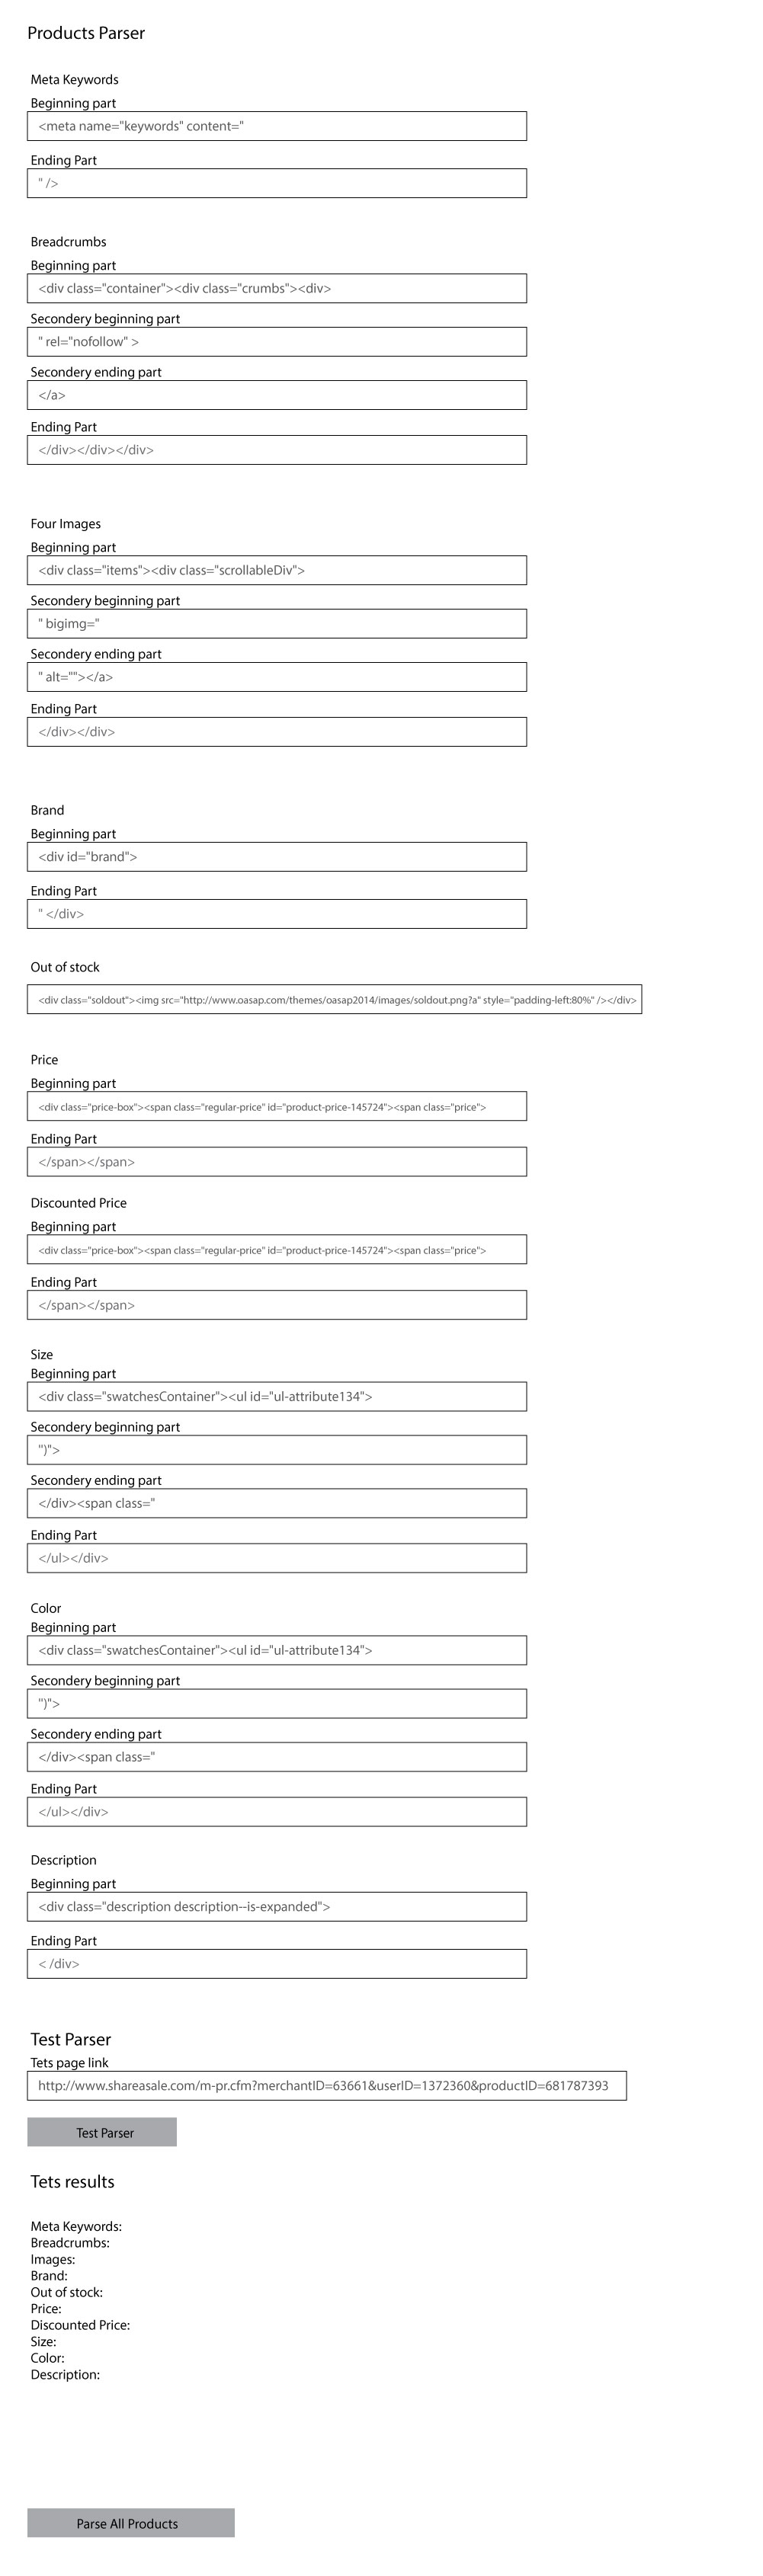 Products Parser
Meta Keywords
Beginning part
<meta name="keywords" content="
Ending Part
" />
Breadcrumbs
Beginning part
<div class="container"><div class="crumbs"><div>
Secondery beginning part
" rel="nofollow" >
Secondery ending part
</a>
Ending Part
</div></div></div>
Four Images
Beginning part
<div class="items"><div class="scrollableDiv">
Secondery beginning part
" bigimg="
Secondery ending part
" alt=""></a>
Ending Part
</div></div>
Brand
Beginning part
<div id="brand">
Ending Part
" </div>
Out of stock
<div class="soldout"><img src="http://www.oasap.com/themes/oasap2014/images/soldout.png?a" style="padding-left:80%" /></div>
Price
Beginning part
<div class="price-box"><span class="regular-price" id="product-price-145724"><span class="price">
Ending Part
</span></span>
Discounted Price
Beginning part
<div class="price-box"><span class="regular-price" id="product-price-145724"><span class="price">
Ending Part
</span></span>
Size
Beginning part
<div class="swatchesContainer"><ul id="ul-attribute134">
Secondery beginning part
'')">
Secondery ending part
</div><span class="
Ending Part
</ul></div>
Color
Beginning part
<div class="swatchesContainer"><ul id="ul-attribute134">
Secondery beginning part
'')">
Secondery ending part
</div><span class="
Ending Part
</ul></div>
Description
Beginning part
<div class="description description--is-expanded">
Ending Part
< /div>
Test Parser
Tets page link
http://www.shareasale.com/m-pr.cfm?merchantID=63661&userID=1372360&productID=681787393
Test Parser
Tets results
Meta Keywords:
Breadcrumbs:
Images:
Brand:
Out of stock:
Price:
Discounted Price:
Size:
Color:
Description:
Parse All Products